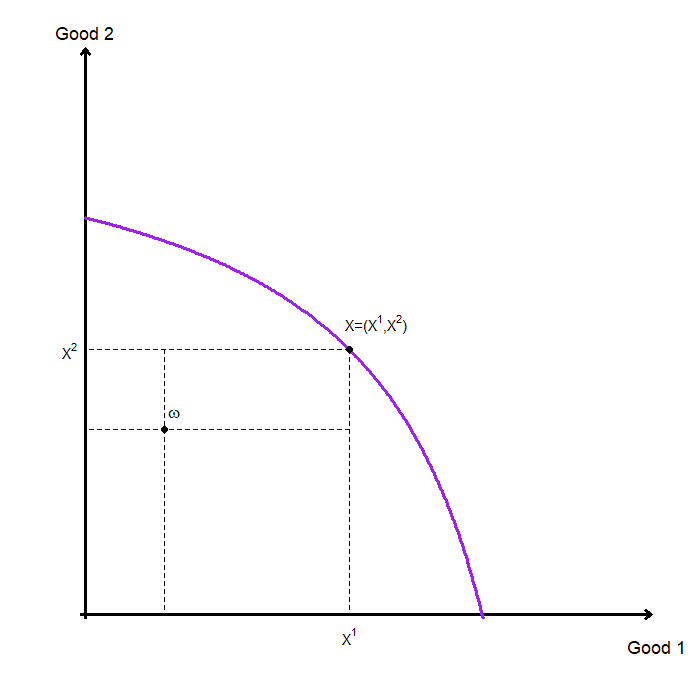 Good 2
X=(X¹,X²)
X²
ω
X¹
Good 1